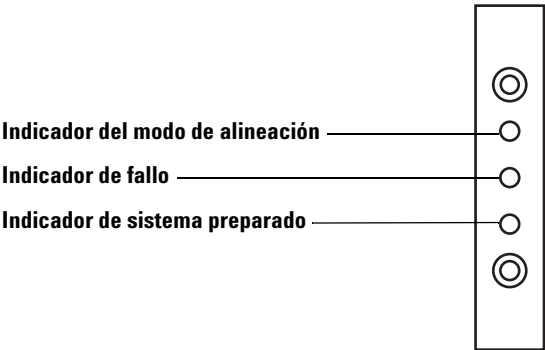 Indicador del modo de alineación
Indicador de fallo
Indicador de sistema preparado